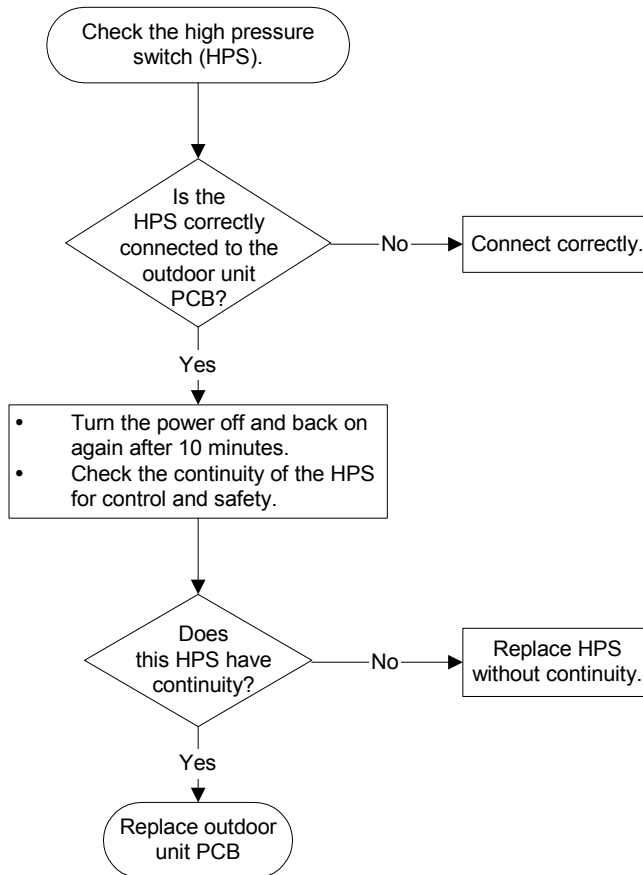 Check the high pressure
switch (HPS).
Is the
HPS correctly
connected to the
outdoor unit
PCB?
No
Connect correctly.
Yes
• Turn the power off and back on
again after 10 minutes.
• Check the continuity of the HPS
for control and safety.
Does
this HPS have
continuity?
No
Replace HPS
without continuity.
Yes
Replace outdoor
unit PCB